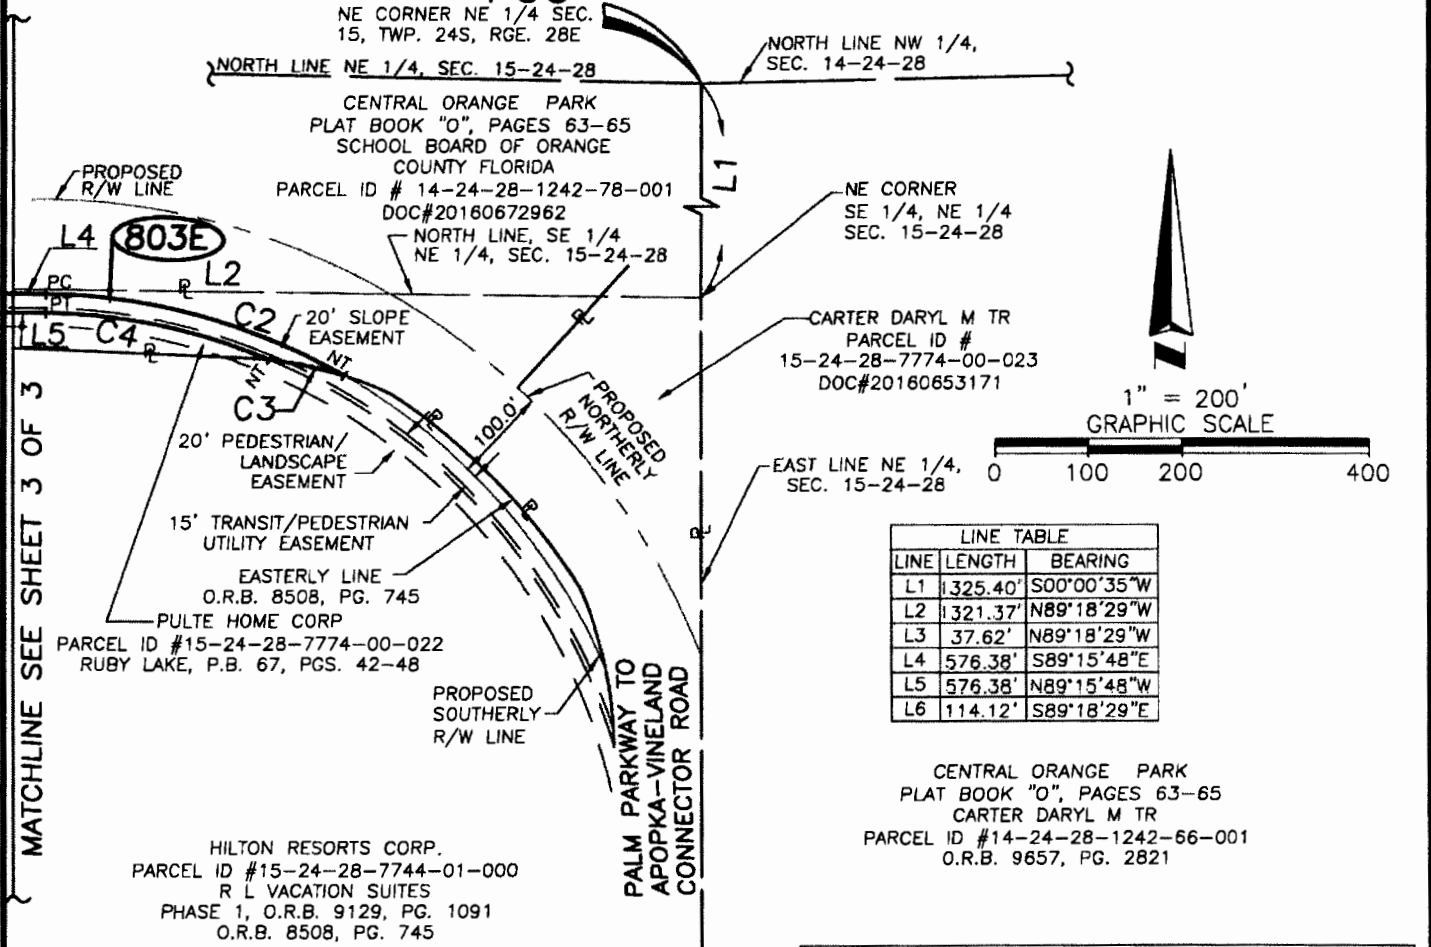 NE CORNER NE 1/4 SEC.
15, TWP. 24S, RGE. 28E
NORTH LINE NW 1/4,
SEC. 14-24-28
NORTH LINE NE 1/4, SEC. 15-24-28
CENTRAL ORANGE PARK
PLAT BOOK "O", PAGES 63-65
SCHOOL BOARD OF ORANGE
COUNTY FLORIDA
PARCEL ID # 14-24-28-1242-78-001
DOC#20160672962
L1
PROPOSED
R/W LINE
803E
L4
NORTH LINE, SE 1/4
NE 1/4, SEC. 15-24-28
NE CORNER
SE 1/4, NE 1/4
SEC. 15-24-28
PC
PL
L2
PT
L5
C4
C2
20' SLOPE
EASEMENT
PL
NT
NT
C3
PL
CARTER DARYL M TR
PARCEL ID #
15-24-28-7774-00-023
DOC#20160653171
1" = 200'
GRAPHIC SCALE
0 100 200 400
PROPOSED
NORTHERLY
R/W LINE
100.0'
PL
20' PEDESTRIAN/
LANDSCAPE
EASEMENT
15' TRANSIT/PEDESTRIAN
UTILITY EASEMENT
PL
EASTERLY LINE
O.R.B. 8508, PG. 745
EAST LINE NE 1/4,
SEC. 15-24-28
PL
PULTE HOME CORP
PARCEL ID #15-24-28-7774-00-022
RUBY LAKE, P.B. 67, PGS. 42-48
PROPOSED
SOUTHERLY
R/W LINE
MATCHLINE SEE SHEET 3 OF 3
PALM PARKWAY TO
APOPKA-VINELAND
CONNECTOR ROAD
LINE TABLE
LINE LENGTH BEARING
L1 1325.40' S00°00'35"W
L2 1321.37' N89°18'29"W
L3 37.62' N89°18'29"W
L4 576.38' S89°15'48"E
L5 576.38' N89°15'48"W
L6 114.12' S89°18'29"E
CENTRAL ORANGE PARK
PLAT BOOK "O", PAGES 63-65
CARTER DARYL M TR
PARCEL ID #14-24-28-1242-66-001
O.R.B. 9657, PG. 2821
HILTON RESORTS CORP.
PARCEL ID #15-24-28-7744-01-000
R L VACATION SUITES
PHASE 1, O.R.B. 9129, PG. 1091
O.R.B. 8508, PG. 745